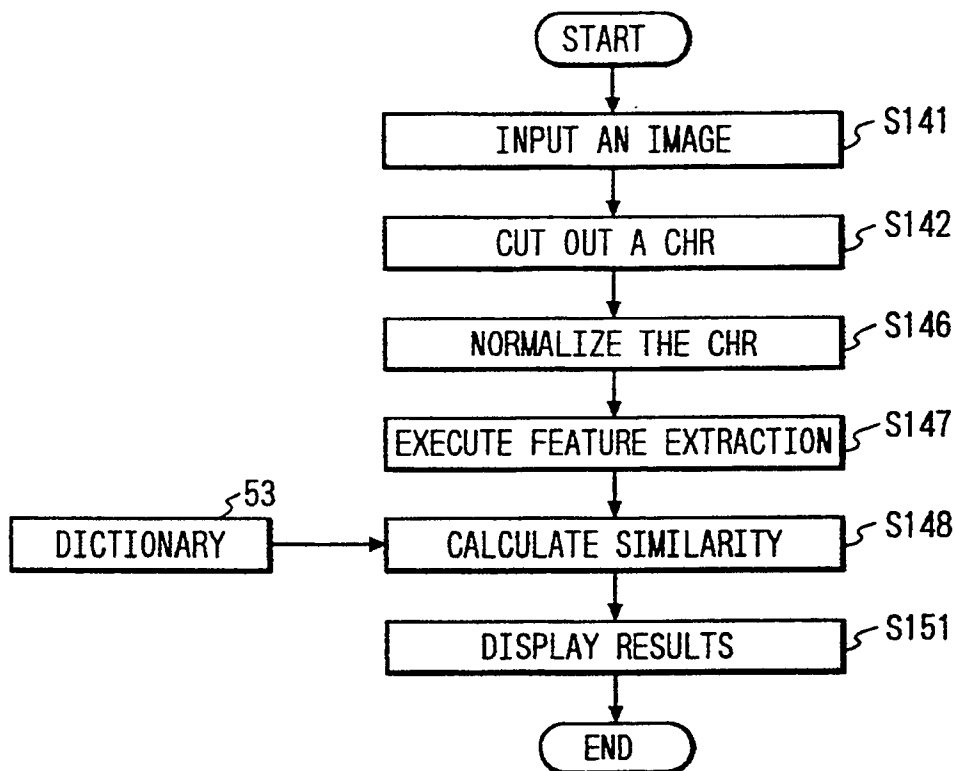 START
INPUT AN IMAGE
S141
CUT OUT A CHR
S142
NORMALIZE THE CHR
S146
EXECUTE FEATURE EXTRACTION
S147
53
DICTIONARY
CALCULATE SIMILARITY
S148
DISPLAY RESULTS
S151
END